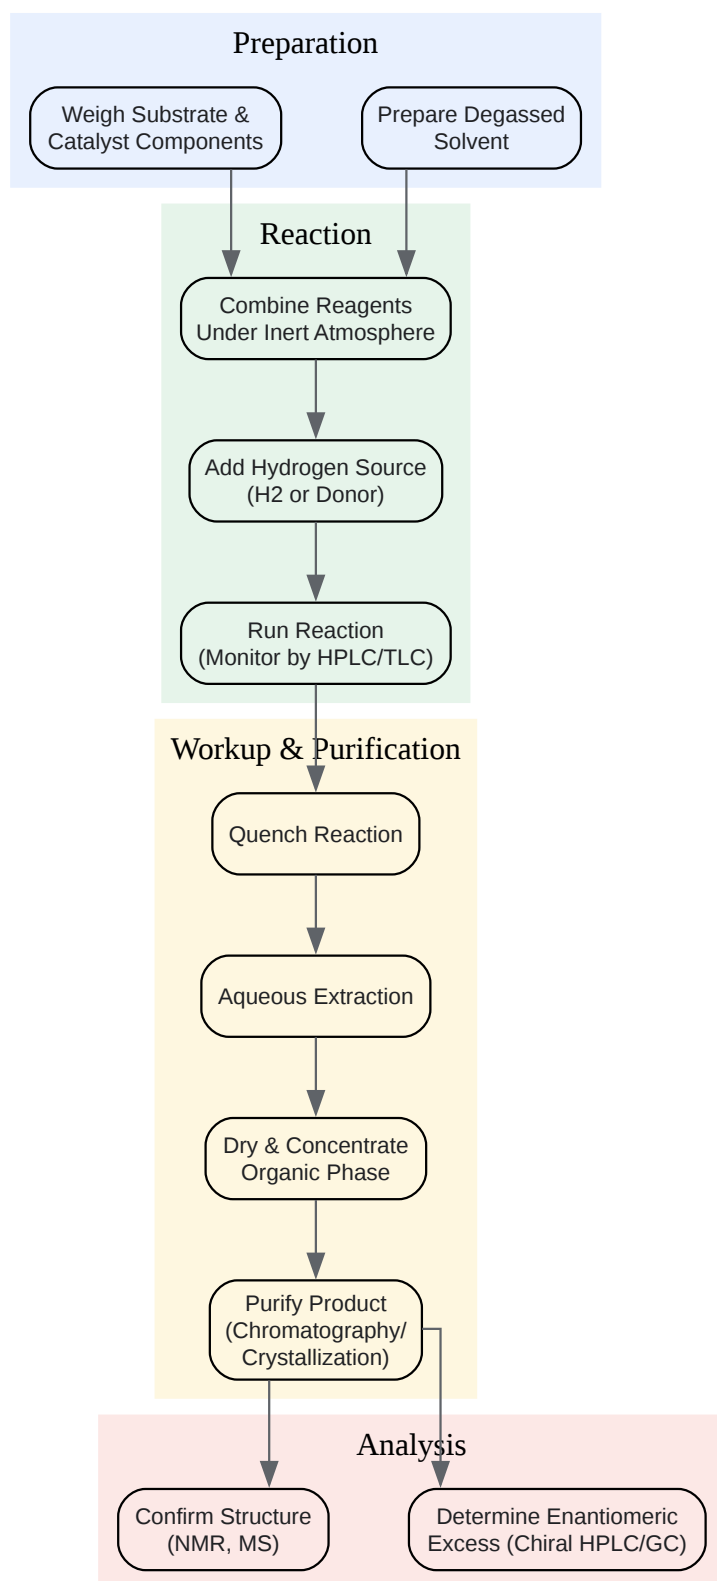 Preparation
Weigh Substrate &
Catalyst Components
Prepare Degassed
Solvent
Reaction
Combine Reagents
Under Inert Atmosphere
Add Hydrogen Source
(H2 or Donor)
Run Reaction
(Monitor by HPLC/TLC)
Workup & Purification
Quench Reaction
Aqueous Extraction
Dry & Concentrate
Organic Phase
Purify Product
(Chromatography/
Crystallization)
Analysis
Confirm Structure
(NMR, MS)
Determine Enantiomeric
Excess (Chiral HPLC/GC)